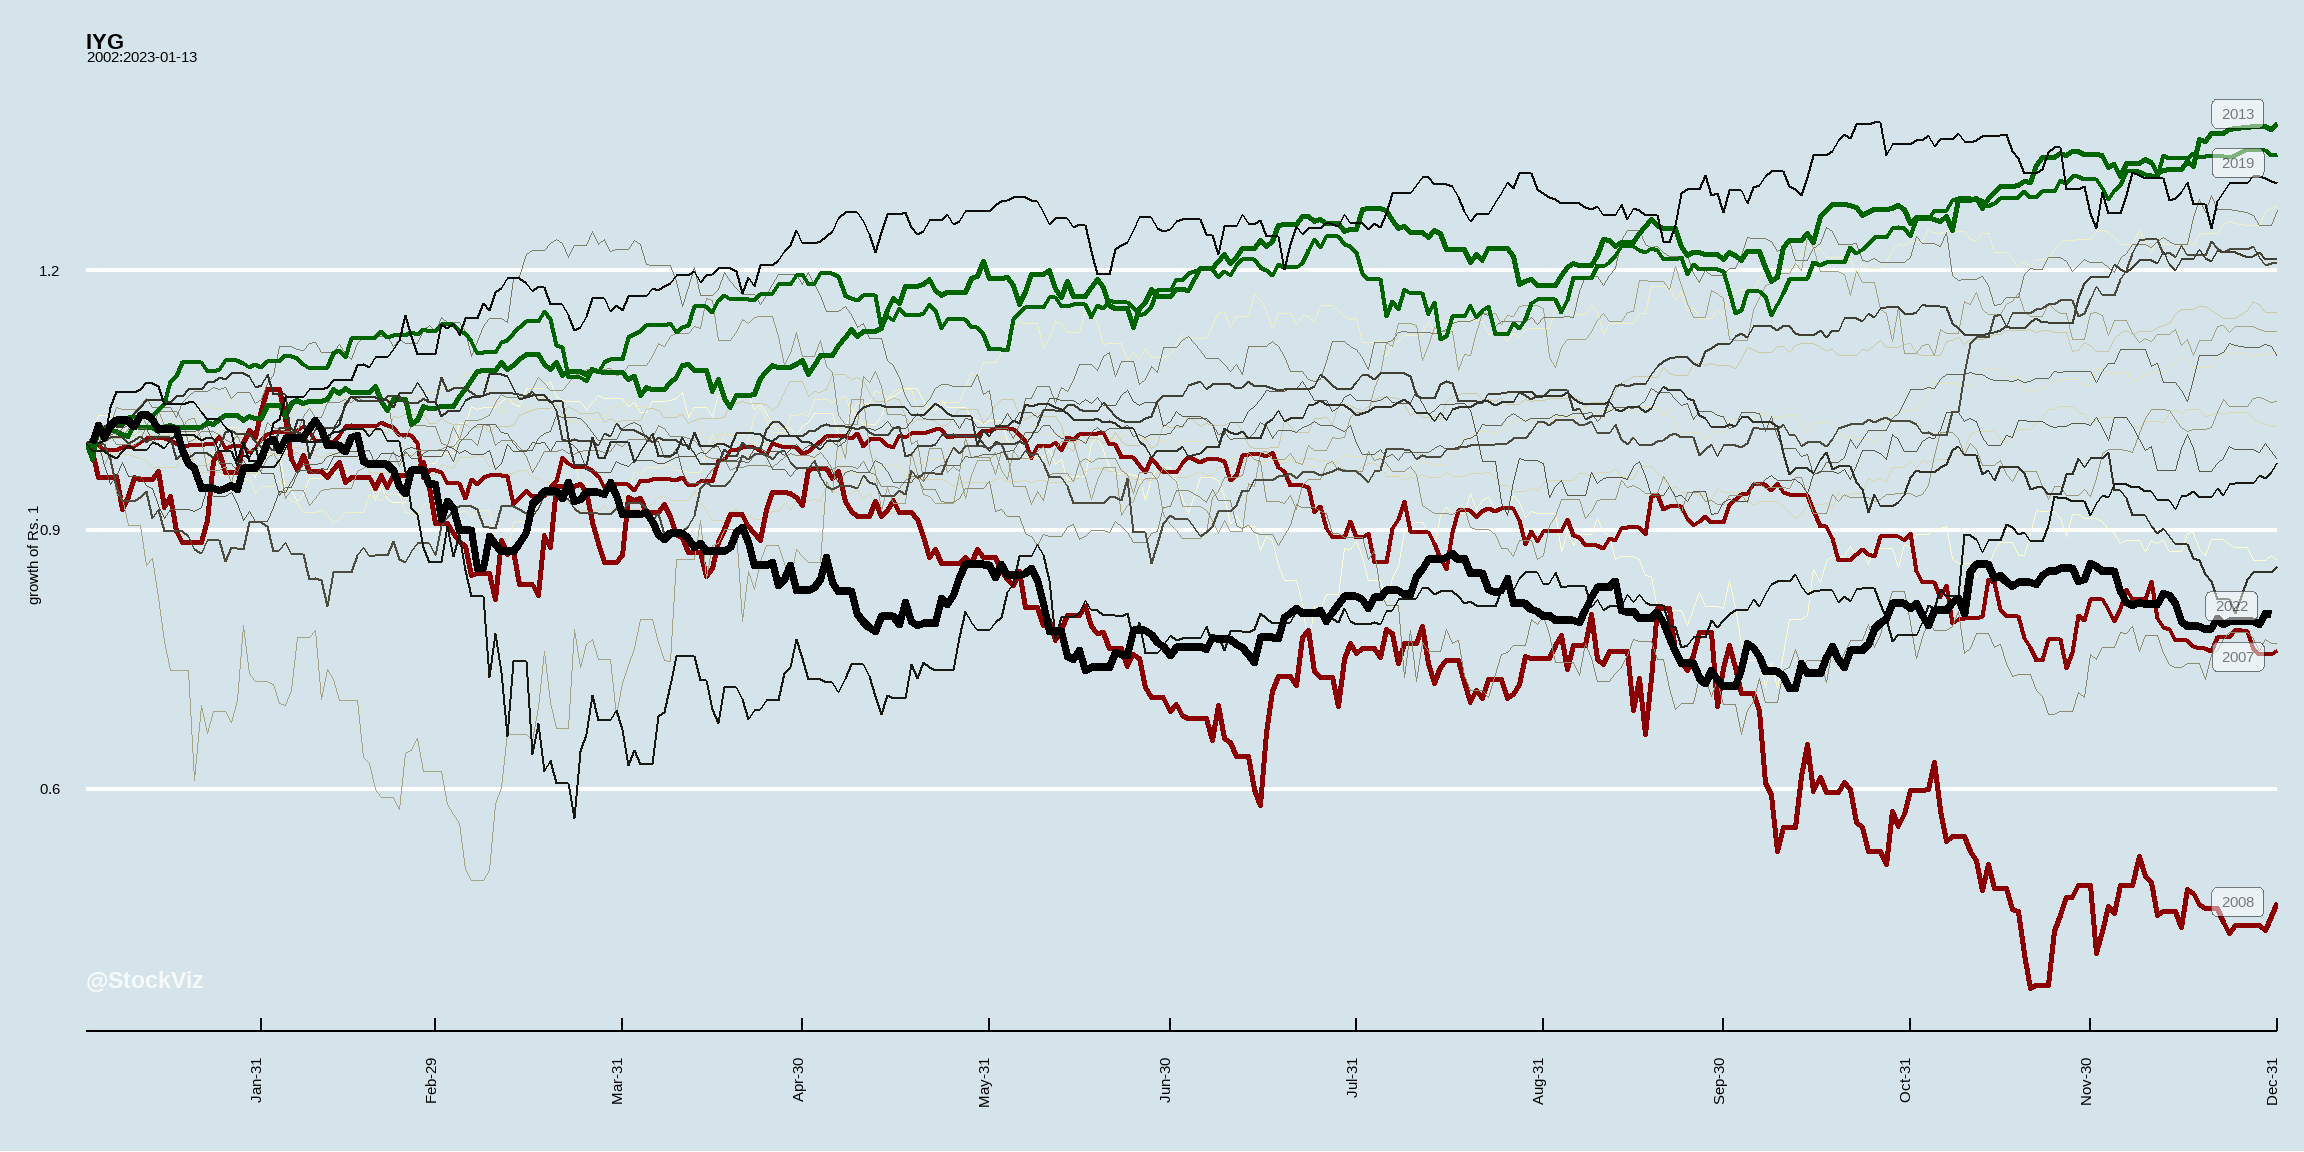 IYG
2002:2023-01-13
2013
2019
1.2
0.9
growth of Rs. 1
2022
2007
0.6
2008
@StockViz
Jan-31
Feb-29
Mar-31
Apr-30
May-31
Jun-30
Jul-31
Aug-31
Sep-30
Oct-31
Nov-30
Dec-31